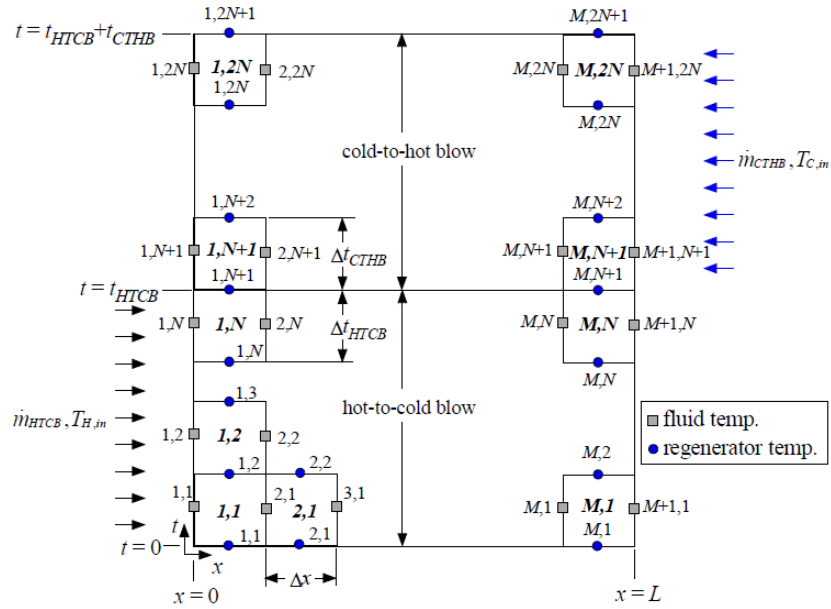 t = t_HTCB + t_CTHB
1,2N+1
M,2N+1
1,2N
1,2N
2,2N
M,2N
M,2N
M+1,2N
1,2N
M,2N
cold-to-hot blow
ṁ_CTHB, T_C,in
1,N+2
M,N+2
1,N+1
1,N+1
2,N+1
Δt_CTHB
M,N+1
M,N+1
M+1,N+1
1,N+1
M,N+1
t = t_HTCB
1,N
1,N
2,N
Δt_HTCB
M,N
M,N
M+1,N
1,N
M,N
1,3
hot-to-cold blow
fluid temp.
regenerator temp.
ṁ_HTCB, T_H,in
1,2
1,2
2,2
1,2
2,2
M,2
1,1
1,1
2,1
2,1
3,1
M,1
M,1
M+1,1
t
t = 0
x
1,1
2,1
M,1
Δx
x = 0
x = L